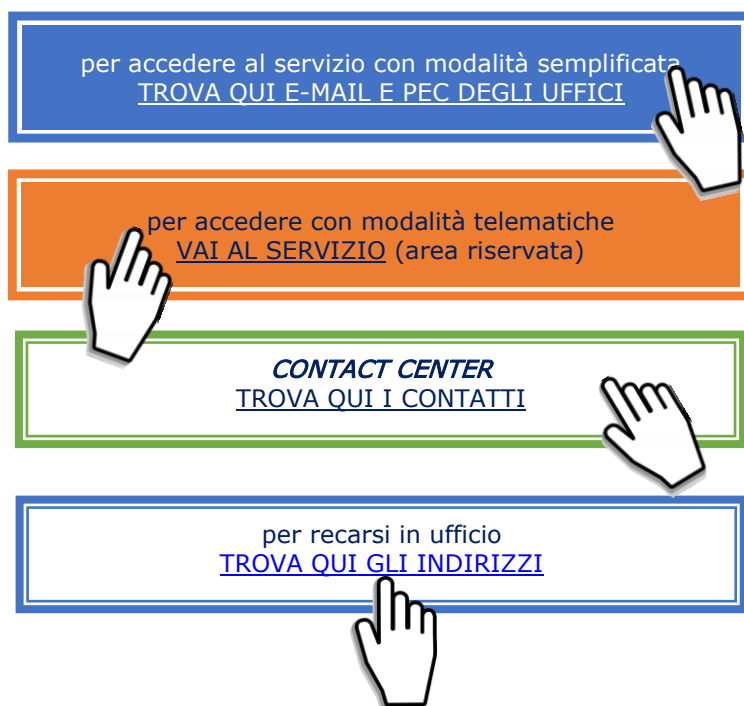 per accedere al servizio con modalità semplificata
TROVA QUI E-MAIL E PEC DEGLI UFFICI
per accedere con modalità telematiche
VAI AL SERVIZIO (area riservata)
CONTACT CENTER
TROVA QUI I CONTATTI
per recarsi in ufficio
TROVA QUI GLI INDIRIZZI